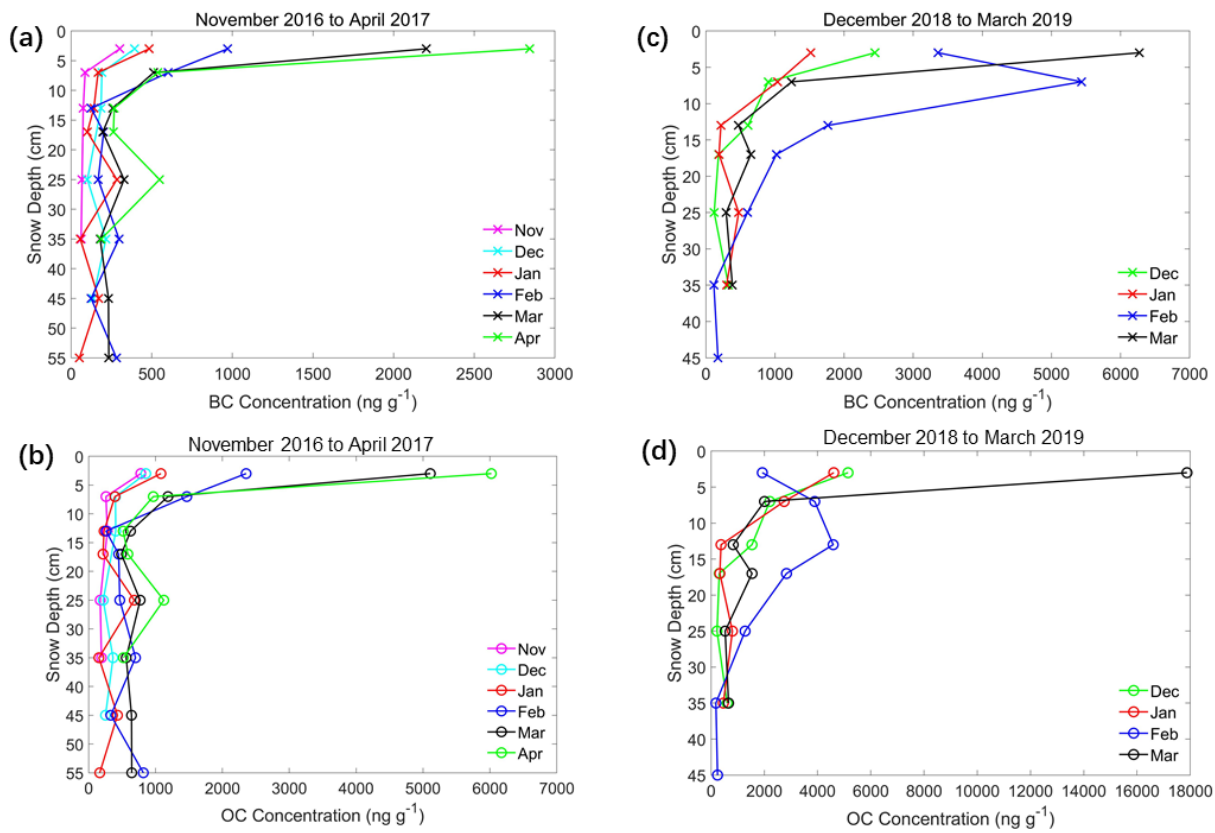 (a)
November 2016 to April 2017
0
5
10
15
20
25
30
35
40
45
50
55
Snow Depth (cm)
Nov
Dec
Jan
Feb
Mar
Apr
0 500 1000 1500 2000 2500 3000
BC Concentration (ng g⁻¹)
(c)
December 2018 to March 2019
0
5
10
15
20
25
30
35
40
45
Snow Depth (cm)
Dec
Jan
Feb
Mar
0 1000 2000 3000 4000 5000 6000 7000
BC Concentration (ng g⁻¹)
(b)
November 2016 to April 2017
0
5
10
15
20
25
30
35
40
45
50
55
Snow Depth (cm)
Nov
Dec
Jan
Feb
Mar
Apr
0 1000 2000 3000 4000 5000 6000 7000
OC Concentration (ng g⁻¹)
(d)
December 2018 to March 2019
0
5
10
15
20
25
30
35
40
45
Snow Depth (cm)
Dec
Jan
Feb
Mar
0 2000 4000 6000 8000 10000 12000 14000 16000 18000
OC Concentration (ng g⁻¹)